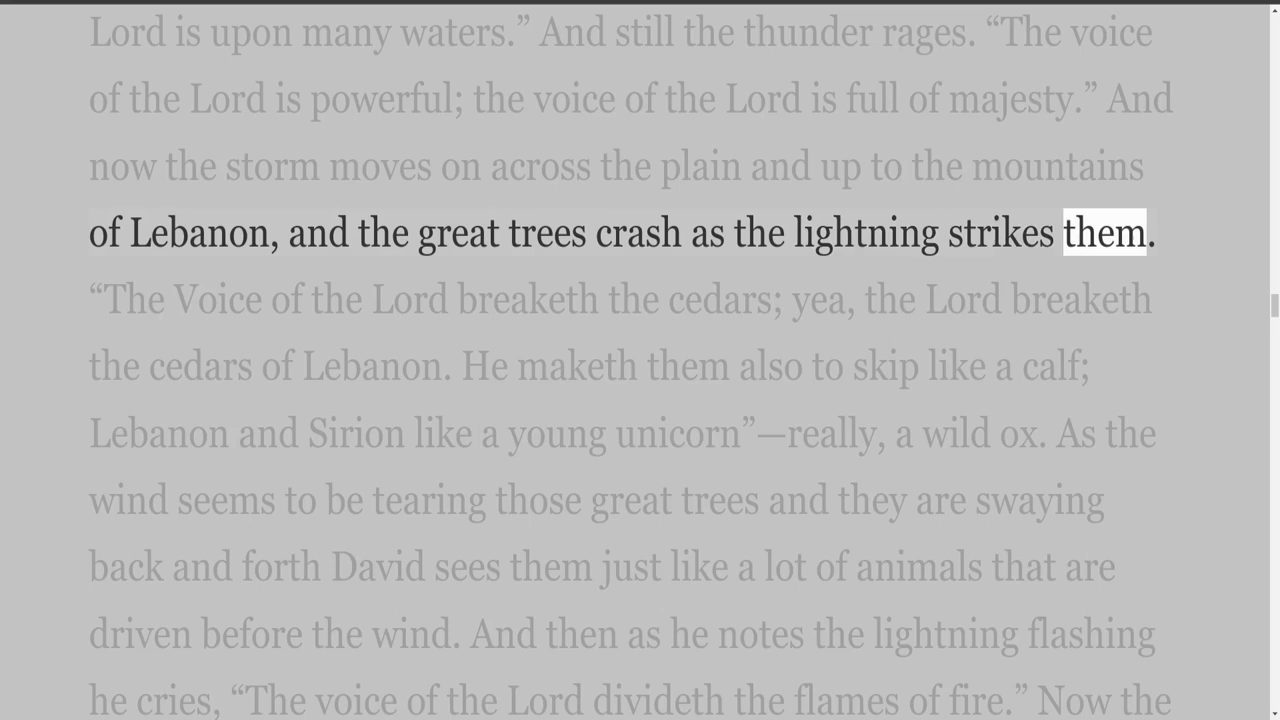 Lord is upon many waters.” And still the thunder rages. “The voice
of the Lord is powerful; the voice of the Lord is full of majesty.” And
now the storm moves on across the plain and up to the mountains
of Lebanon, and the great trees crash as the lightning strikes them.
“The Voice of the Lord breaketh the cedars; yea, the Lord breaketh
the cedars of Lebanon. He maketh them also to skip like a calf;
Lebanon and Sirion like a young unicorn”—really, a wild ox. As the
wind seems to be tearing those great trees and they are swaying
back and forth David sees them just like a lot of animals that are
driven before the wind. And then as he notes the lightning flashing
he cries, “The voice of the Lord divideth the flames of fire.” Now the